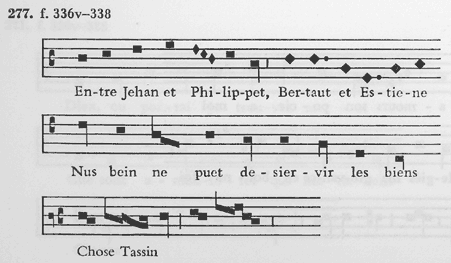 277. f. 336v–338
En-tre Jehan et Phi-lip-pet, Ber-taut et Es-tie-ne
Nus bein ne puet de-sier-vir les biens
Chose Tassin